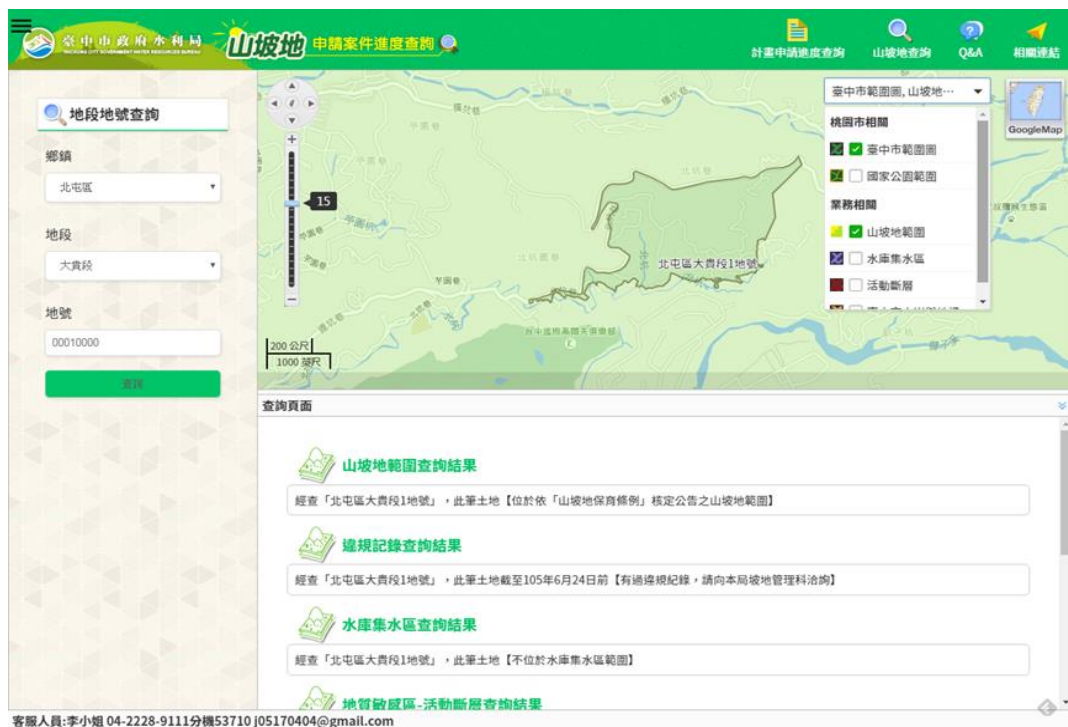 臺中市政府水利局
TAICHUNG CITY GOVERNMENT WATER RESOURCES BUREAU
山坡地 申請案件進度查詢
計畫申請進度查詢 山坡地查詢 Q&A 相關連結
地段地號查詢
鄉鎮
北屯區
地段
大貴段
地號
00010000
查詢
15
200 公尺
1000 英尺
北屯區大貴段1地號
臺中市範圍圖, 山坡地…
桃園市相關
臺中市範圍圖
國家公園範圍
業務相關
山坡地範圍
水庫集水區
活動斷層
GoogleMap
查詢頁面
山坡地範圍查詢結果
經查「北屯區大貴段1地號」，此筆土地【位於依「山坡地保育條例」核定公告之山坡地範圍】
違規記錄查詢結果
經查「北屯區大貴段1地號」，此筆土地截至105年6月24日前【有過違規紀錄，請向本局坡地管理科洽詢】
水庫集水區查詢結果
經查「北屯區大貴段1地號」，此筆土地【不位於水庫集水區範圍】
地質敏感區-活動斷層查詢結果
客服人員:李小姐 04-2228-9111分機53710 j05170404@gmail.com